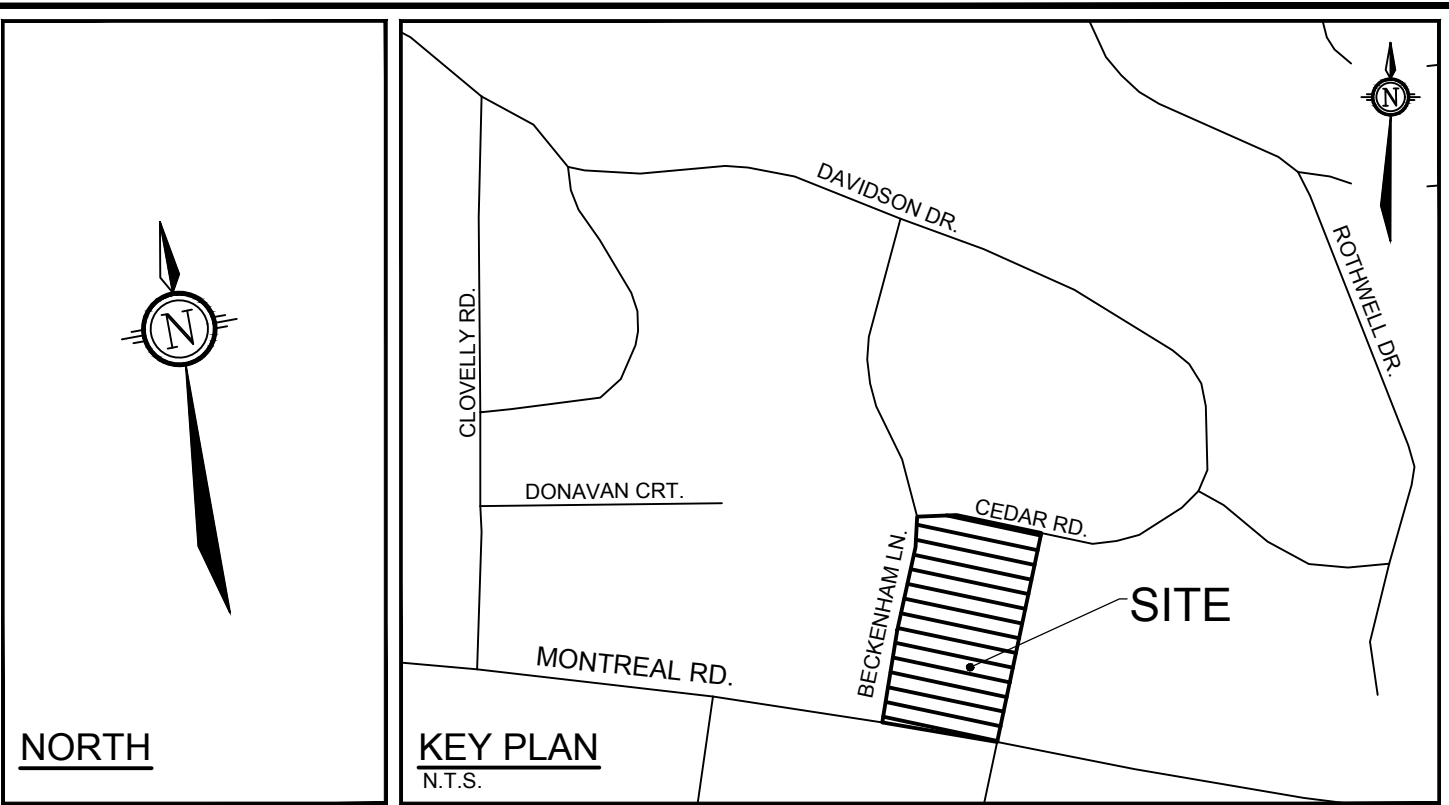 N
NORTH
N
DAVIDSON DR.
ROTHWELL DR.
CLOVELLY RD.
DONAVAN CRT.
CEDAR RD.
BECKENHAM LN.
SITE
MONTREAL RD.
KEY PLAN
N.T.S.